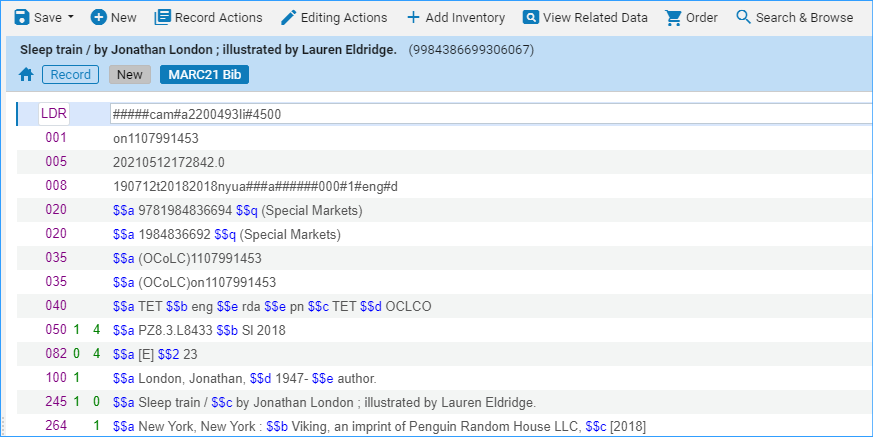 Save New Record Actions Editing Actions Add Inventory View Related Data Order Search & Browse
Sleep train / by Jonathan London ; illustrated by Lauren Eldridge. (9984386699306067)
Record New MARC21 Bib
LDR #####cam#a2200493Ii#4500
001 on1107991453
005 20210512172842.0
008 190712t20182018nyua###a######000#1#eng#d
020 $$a 9781984836694 $$q (Special Markets)
020 $$a 1984836692 $$q (Special Markets)
035 $$a (OCoLC)1107991453
035 $$a (OCoLC)on1107991453
040 $$a TET $$b eng $$e rda $$e pn $$c TET $$d OCLCO
050 1 4 $$a PZ8.3.L8433 $$b Sl 2018
082 0 4 $$a [E] $$2 23
100 1 $$a London, Jonathan, $$d 1947- $$e author.
245 1 0 $$a Sleep train / $$c by Jonathan London ; illustrated by Lauren Eldridge.
264 1 $$a New York, New York : $$b Viking, an imprint of Penguin Random House LLC, $$c [2018]